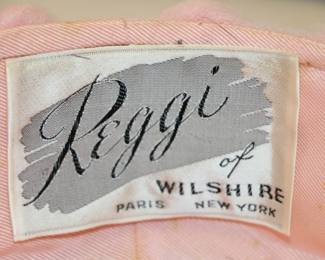 Reggi
of
WILSHIRE
PARIS NEW YORK